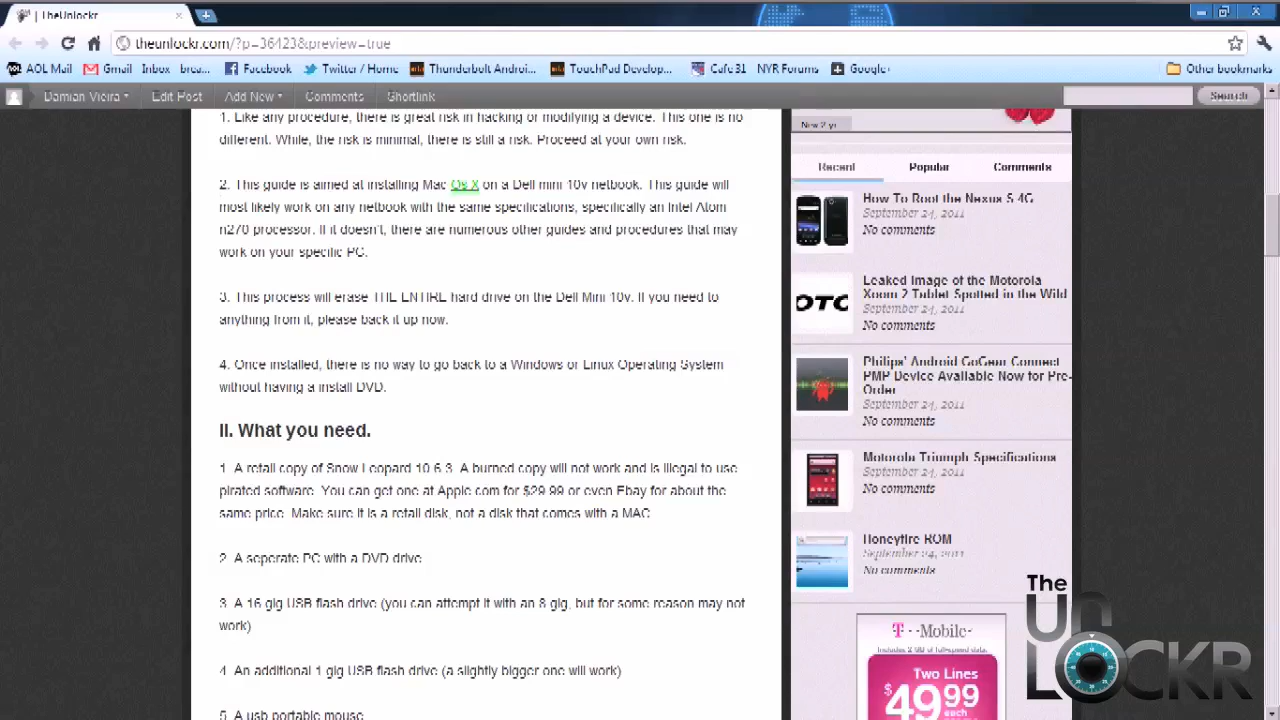 | TheUnlockr
theunlockr.com/?p=36423&preview=true
AOL Mail Gmail Inbox brea... Facebook Twitter / Home Thunderbolt Androi... TouchPad Develop... Cafe 31 NYR Forums Google+ Other bookmarks
Damian Vieira Edit Post Add New Comments Shortlink Search
1. Like any procedure, there is great risk in hacking or modifying a device. This one is no
different. While, the risk is minimal, there is still a risk. Proceed at your own risk.
2. This guide is aimed at installing Mac Os X on a Dell mini 10v netbook. This guide will
most likely work on any netbook with the same specifications, specifically an Intel Atom
n270 processor. If it doesn't, there are numerous other guides and procedures that may
work on your specific PC.
3. This process will erase THE ENTIRE hard drive on the Dell Mini 10v. If you need to
anything from it, please back it up now.
4. Once installed, there is no way to go back to a Windows or Linux Operating System
without having a install DVD.
II. What you need.
1. A retail copy of Snow Leopard 10.6.3. A burned copy will not work and is illegal to use
pirated software. You can get one at Apple.com for $29.99 or even Ebay for about the
same price. Make sure it is a retail disk, not a disk that comes with a MAC.
2. A seperate PC with a DVD drive
3. A 16 gig USB flash drive (you can attempt it with an 8 gig, but for some reason may not
work)
4. An additional 1 gig USB flash drive (a slightly bigger one will work)
5. A usb portable mouse
New 2 yr
Recent Popular Comments
How To Root the Nexus S 4G
September 24, 2011
No comments
OTO
Leaked Image of the Motorola
Xoom 2 Tablet Spotted in the Wild
September 24, 2011
No comments
Philips' Android GoGear Connect
PMP Device Available Now for Pre-
Order
September 24, 2011
No comments
Motorola Triumph Specifications
September 24, 2011
No comments
Honeyfire ROM
September 24, 2011
No comments
T-Mobile
Includes 2 GB of full-speed data.
Two Lines
$49.99
each
The
UnLOCKR